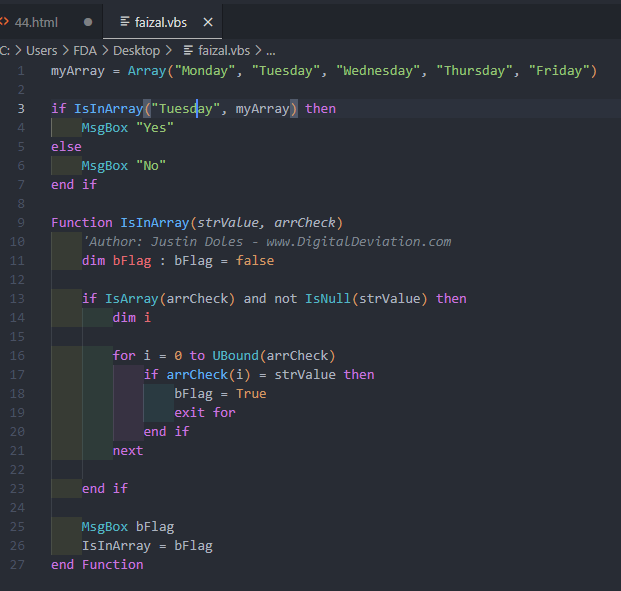 44.html ● faizal.vbs ×
C: > Users > FDA > Desktop > faizal.vbs > ...
1 myArray = Array("Monday", "Tuesday", "Wednesday", "Thursday", "Friday")
2
3 if IsInArray("Tuesday", myArray) then
4 MsgBox "Yes"
5 else
6 MsgBox "No"
7 end if
8
9 Function IsInArray(strValue, arrCheck)
10 'Author: Justin Doles - www.DigitalDeviation.com
11 dim bFlag : bFlag = false
12
13 if IsArray(arrCheck) and not IsNull(strValue) then
14 dim i
15
16 for i = 0 to UBound(arrCheck)
17 if arrCheck(i) = strValue then
18 bFlag = True
19 exit for
20 end if
21 next
22
23 end if
24
25 MsgBox bFlag
26 IsInArray = bFlag
27 end Function